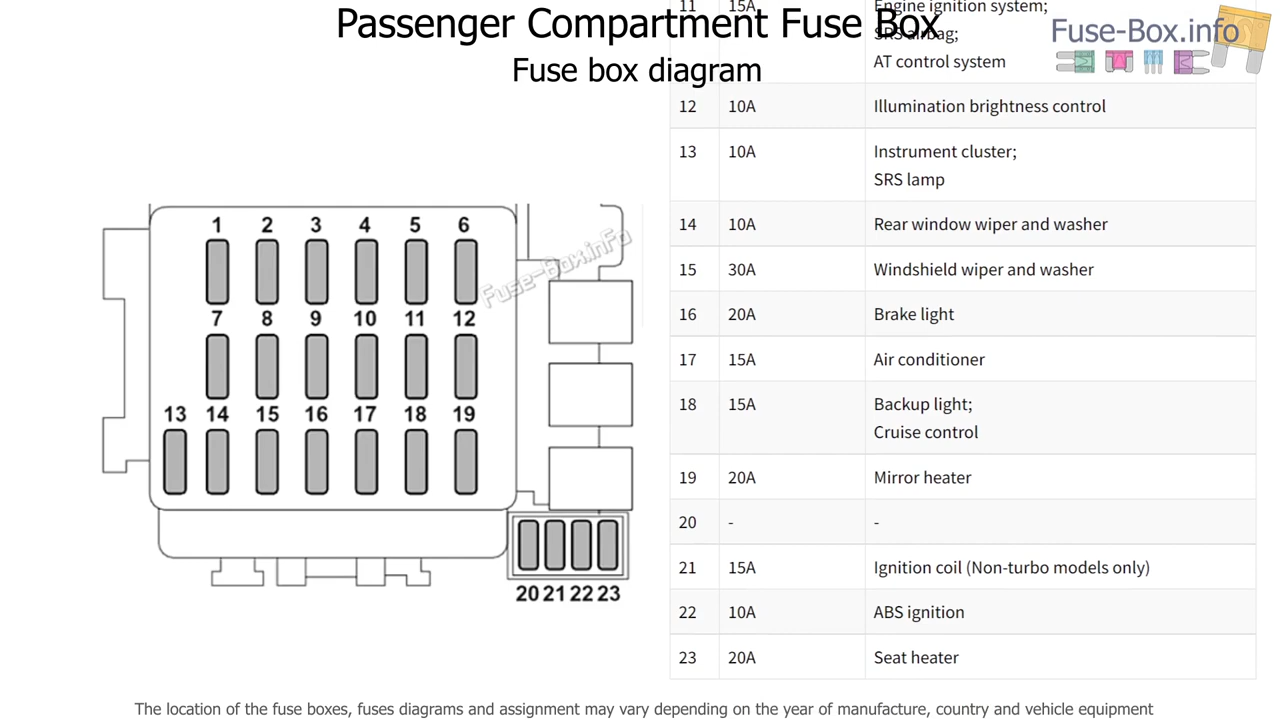 Passenger Compartment Fuse Box
Fuse box diagram
Fuse-Box.info
1 2 3 4 5 6
7 8 9 10 11 12
13 14 15 16 17 18 19
20 21 22 23
Fuse-Box.inFo
11 15A Engine ignition system;
SRS airbag;
AT control system
12 10A Illumination brightness control
13 10A Instrument cluster;
SRS lamp
14 10A Rear window wiper and washer
15 30A Windshield wiper and washer
16 20A Brake light
17 15A Air conditioner
18 15A Backup light;
Cruise control
19 20A Mirror heater
20 - -
21 15A Ignition coil (Non-turbo models only)
22 10A ABS ignition
23 20A Seat heater
The location of the fuse boxes, fuses diagrams and assignment may vary depending on the year of manufacture, country and vehicle equipment